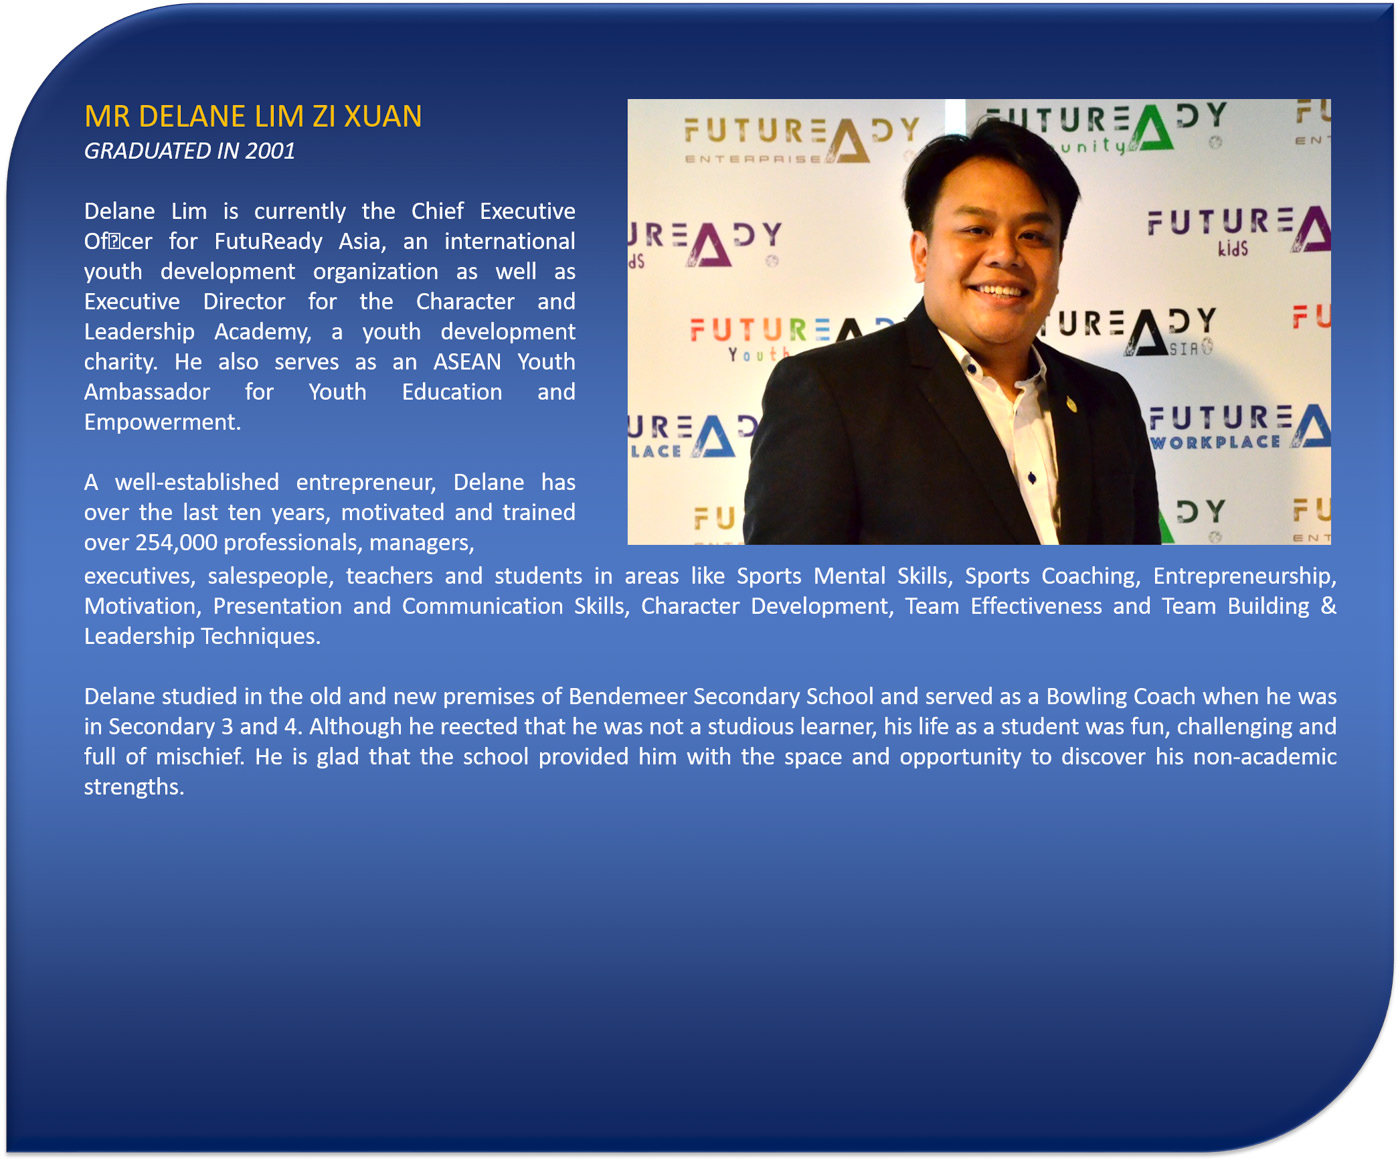 MR DELANE LIM ZI XUAN
GRADUATED IN 2001
Delane Lim is currently the Chief Executive
Of�cer for FutuReady Asia, an international
youth development organization as well as
Executive Director for the Character and
Leadership Academy, a youth development
charity. He also serves as an ASEAN Youth
Ambassador for Youth Education and
Empowerment.
A well-established entrepreneur, Delane has
over the last ten years, motivated and trained
over 254,000 professionals, managers,
executives, salespeople, teachers and students in areas like Sports Mental Skills, Sports Coaching, Entrepreneurship,
Motivation, Presentation and Communication Skills, Character Development, Team Effectiveness and Team Building &
Leadership Techniques.
Delane studied in the old and new premises of Bendemeer Secondary School and served as a Bowling Coach when he was
in Secondary 3 and 4. Although he reected that he was not a studious learner, his life as a student was fun, challenging and
full of mischief. He is glad that the school provided him with the space and opportunity to discover his non-academic
strengths.
FUTUREADY
ENTERPRISE
UTUREADY
unity
FU
EN
UREADY
dS
FUTUREA
kidS
FUTUREA
Youth
TUREADY
ASIA
FU
UREAD
LACE
FUTUREA
WORKPLACE
FU
DY
FU
ENT